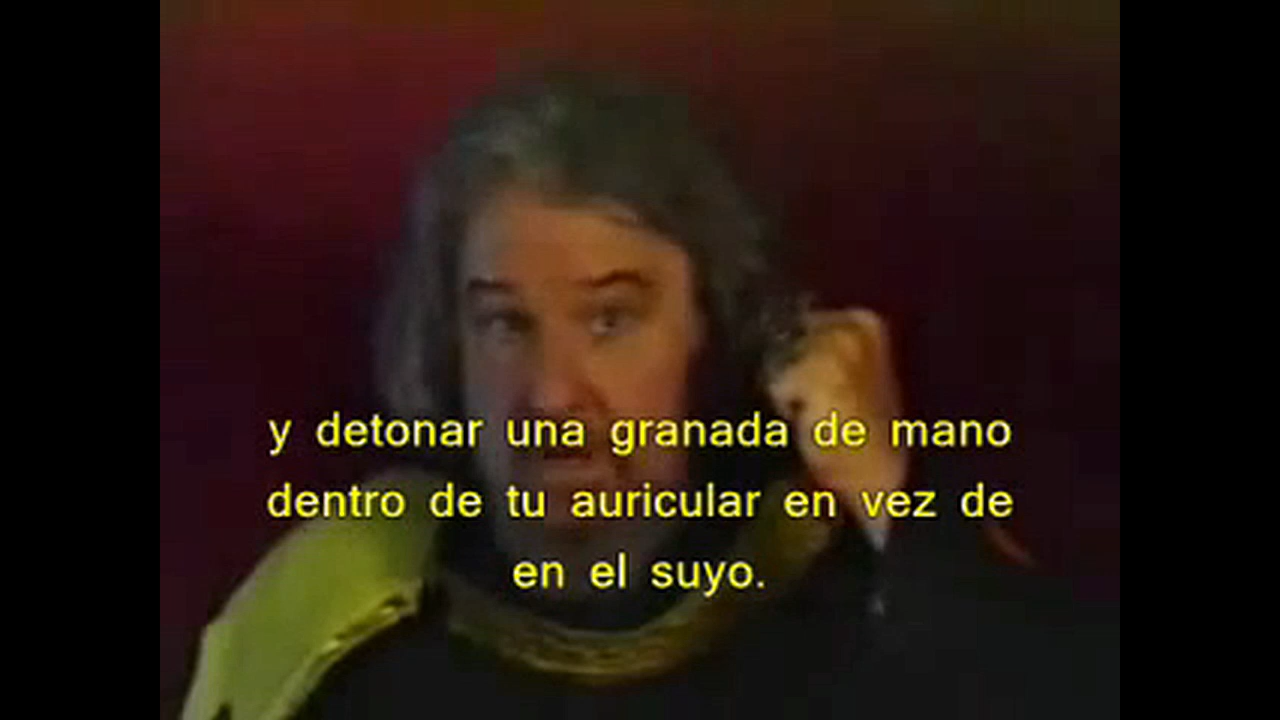 y detonar una granada de mano
dentro de tu auricular en vez de
en el suyo.